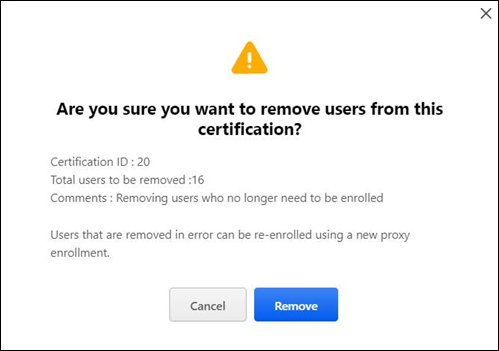 Are you sure you want to remove users from this
certification?
Certification ID : 20
Total users to be removed :16
Comments : Removing users who no longer need to be enrolled
Users that are removed in error can be re-enrolled using a new proxy
enrollment.
Cancel Remove